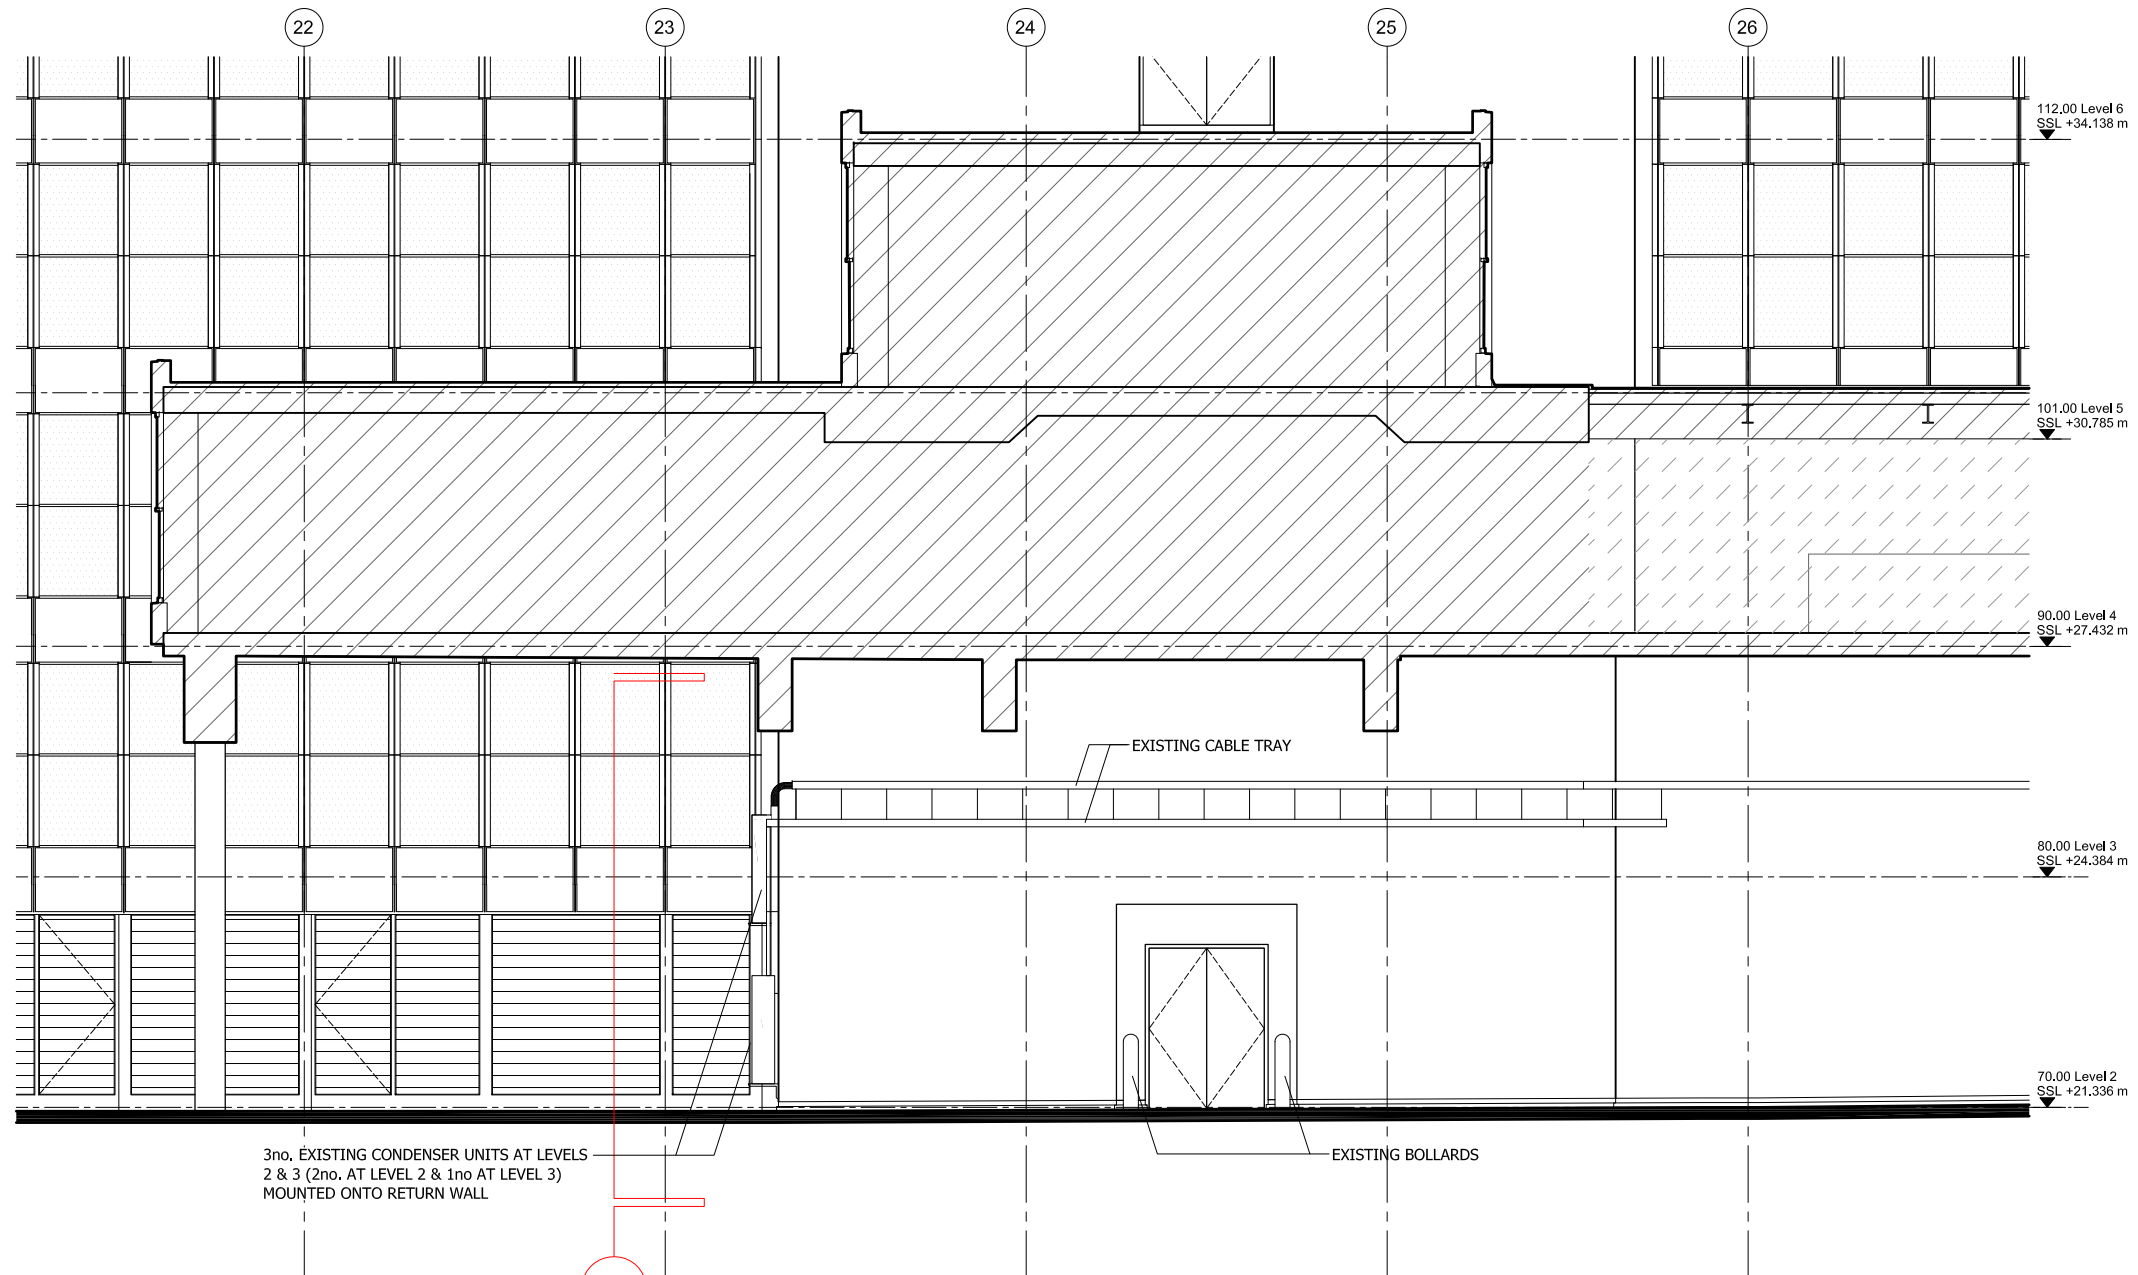 22
23
24
25
26
112.00 Level 6
SSL +34.138 m
101.00 Level 5
SSL +30.785 m
90.00 Level 4
SSL +27.432 m
EXISTING CABLE TRAY
80.00 Level 3
SSL +24.384 m
70.00 Level 2
SSL +21.336 m
3no. EXISTING CONDENSER UNITS AT LEVELS
2 & 3 (2no. AT LEVEL 2 & 1no AT LEVEL 3)
MOUNTED ONTO RETURN WALL
EXISTING BOLLARDS